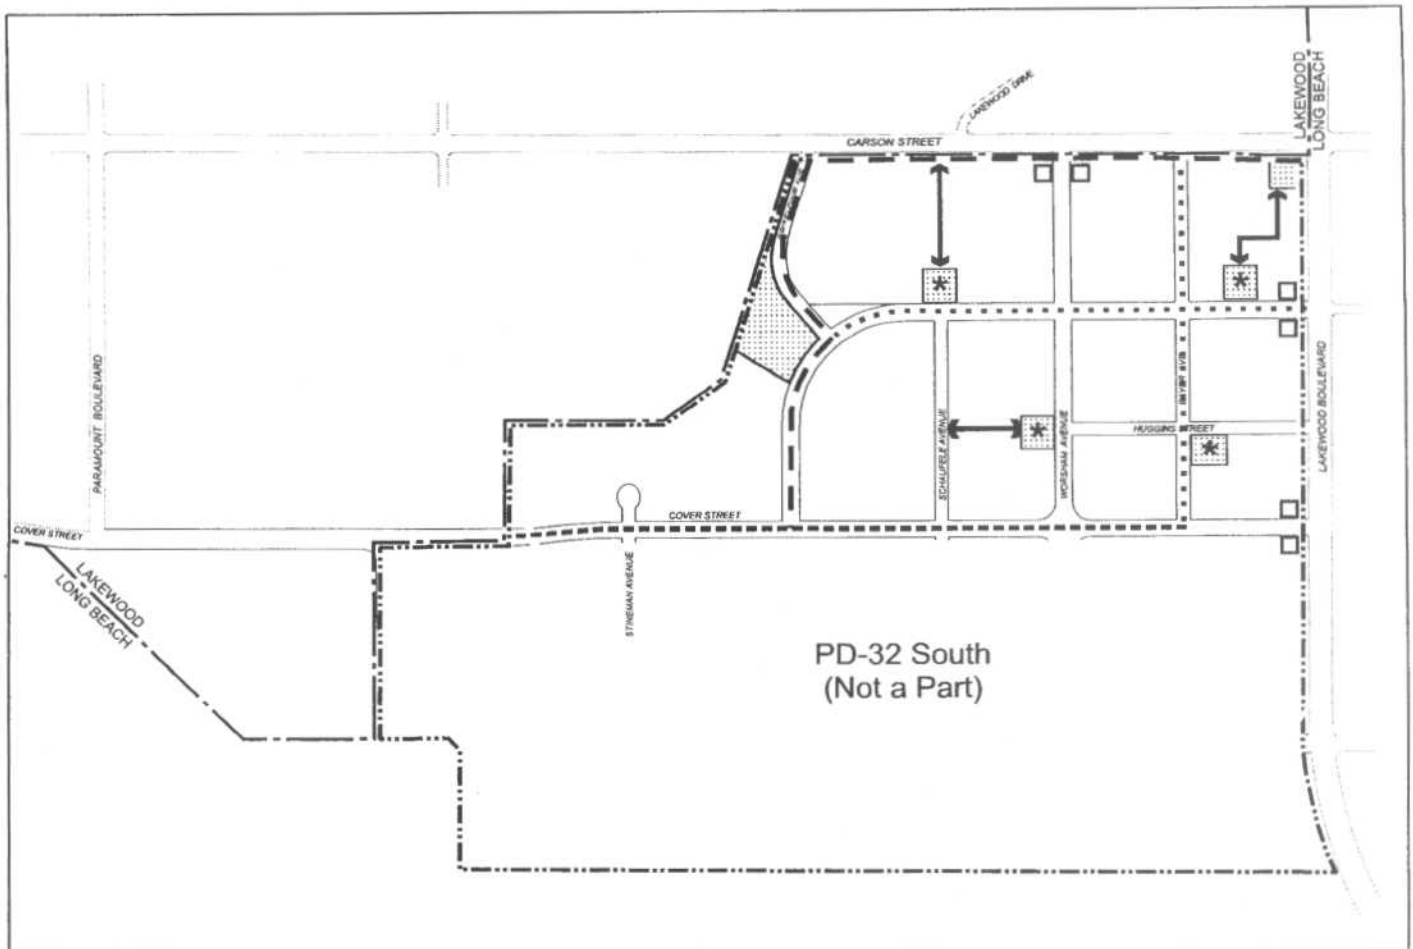 LAKEWOOD
LONG BEACH
LAKEWOOD DRIVE
CARSON STREET
PARAMOUNT BOULEVARD
LAKEWOOD BOULEVARD
SCHAUFELE AVENUE
WORSHAM AVENUE
HUGGINS STREET
COVER STREET
COVER STREET
LAKEWOOD
LONG BEACH
STINEMAN AVENUE
PD-32 South
(Not a Part)